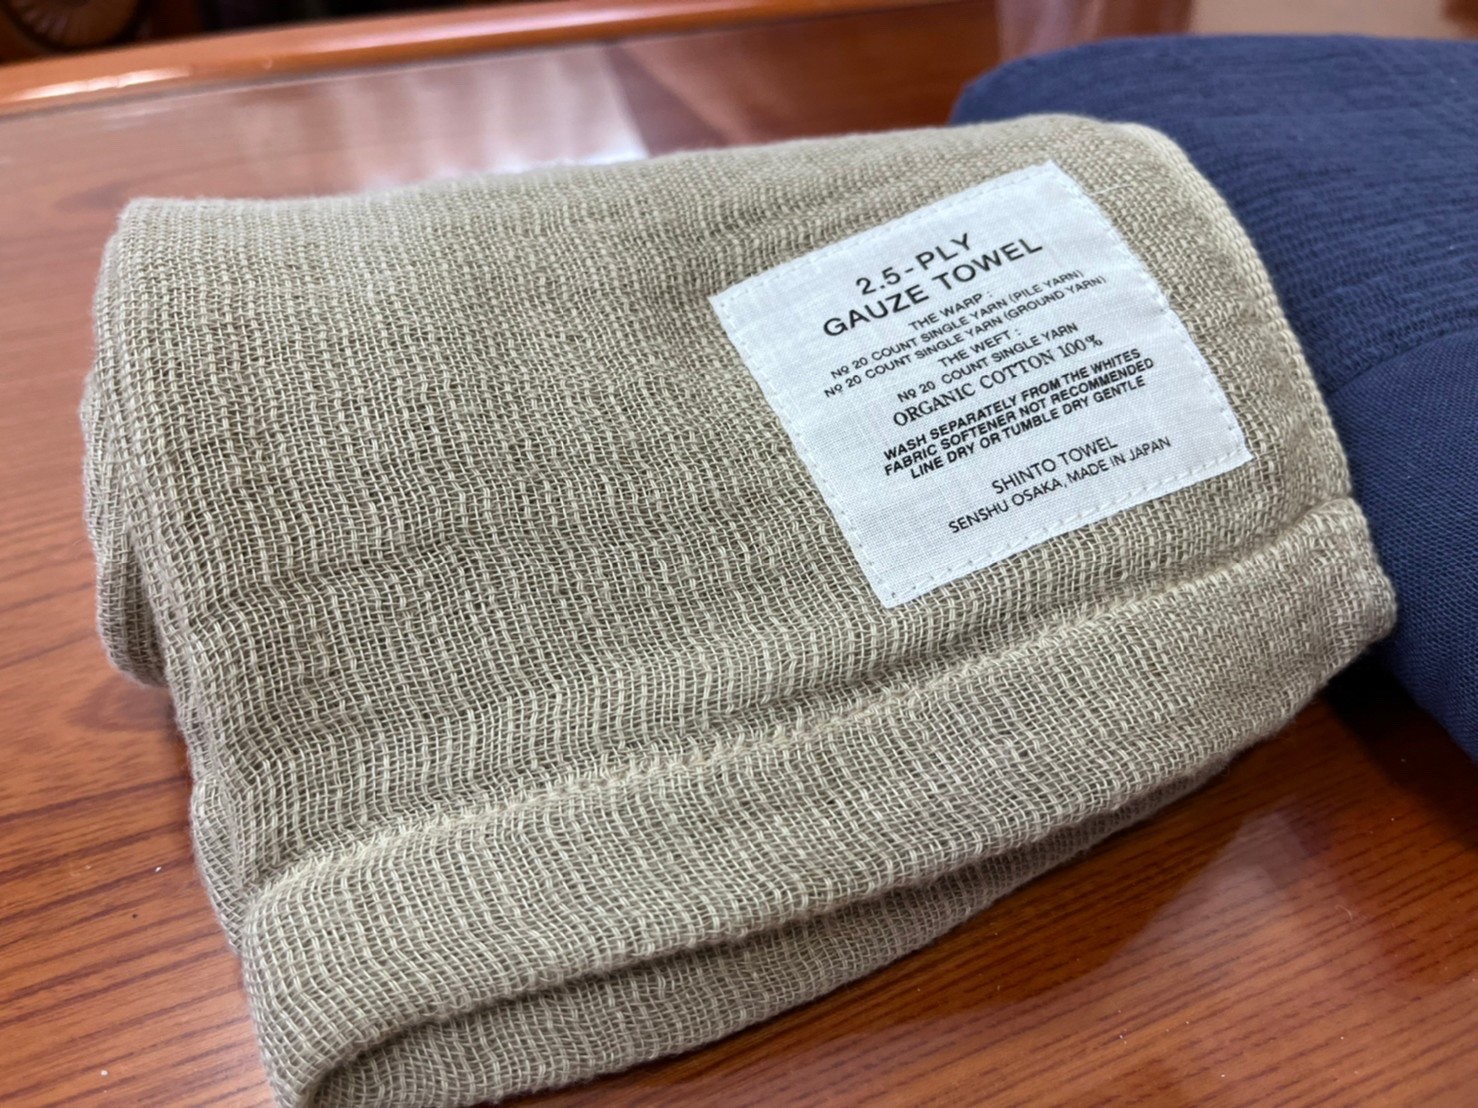 2.5-PLY
GAUZE TOWEL
THE WARP :
№ 20 COUNT SINGLE YARN (PILE YARN)
№ 20 COUNT SINGLE YARN (GROUND YARN)
THE WEFT :
№ 20 COUNT SINGLE YARN
ORGANIC COTTON 100%
WASH SEPARATELY FROM THE WHITES
FABRIC SOFTENER NOT RECOMMENDED
LINE DRY OR TUMBLE DRY GENTLE
SHINTO TOWEL
SENSHU OSAKA, MADE IN JAPAN